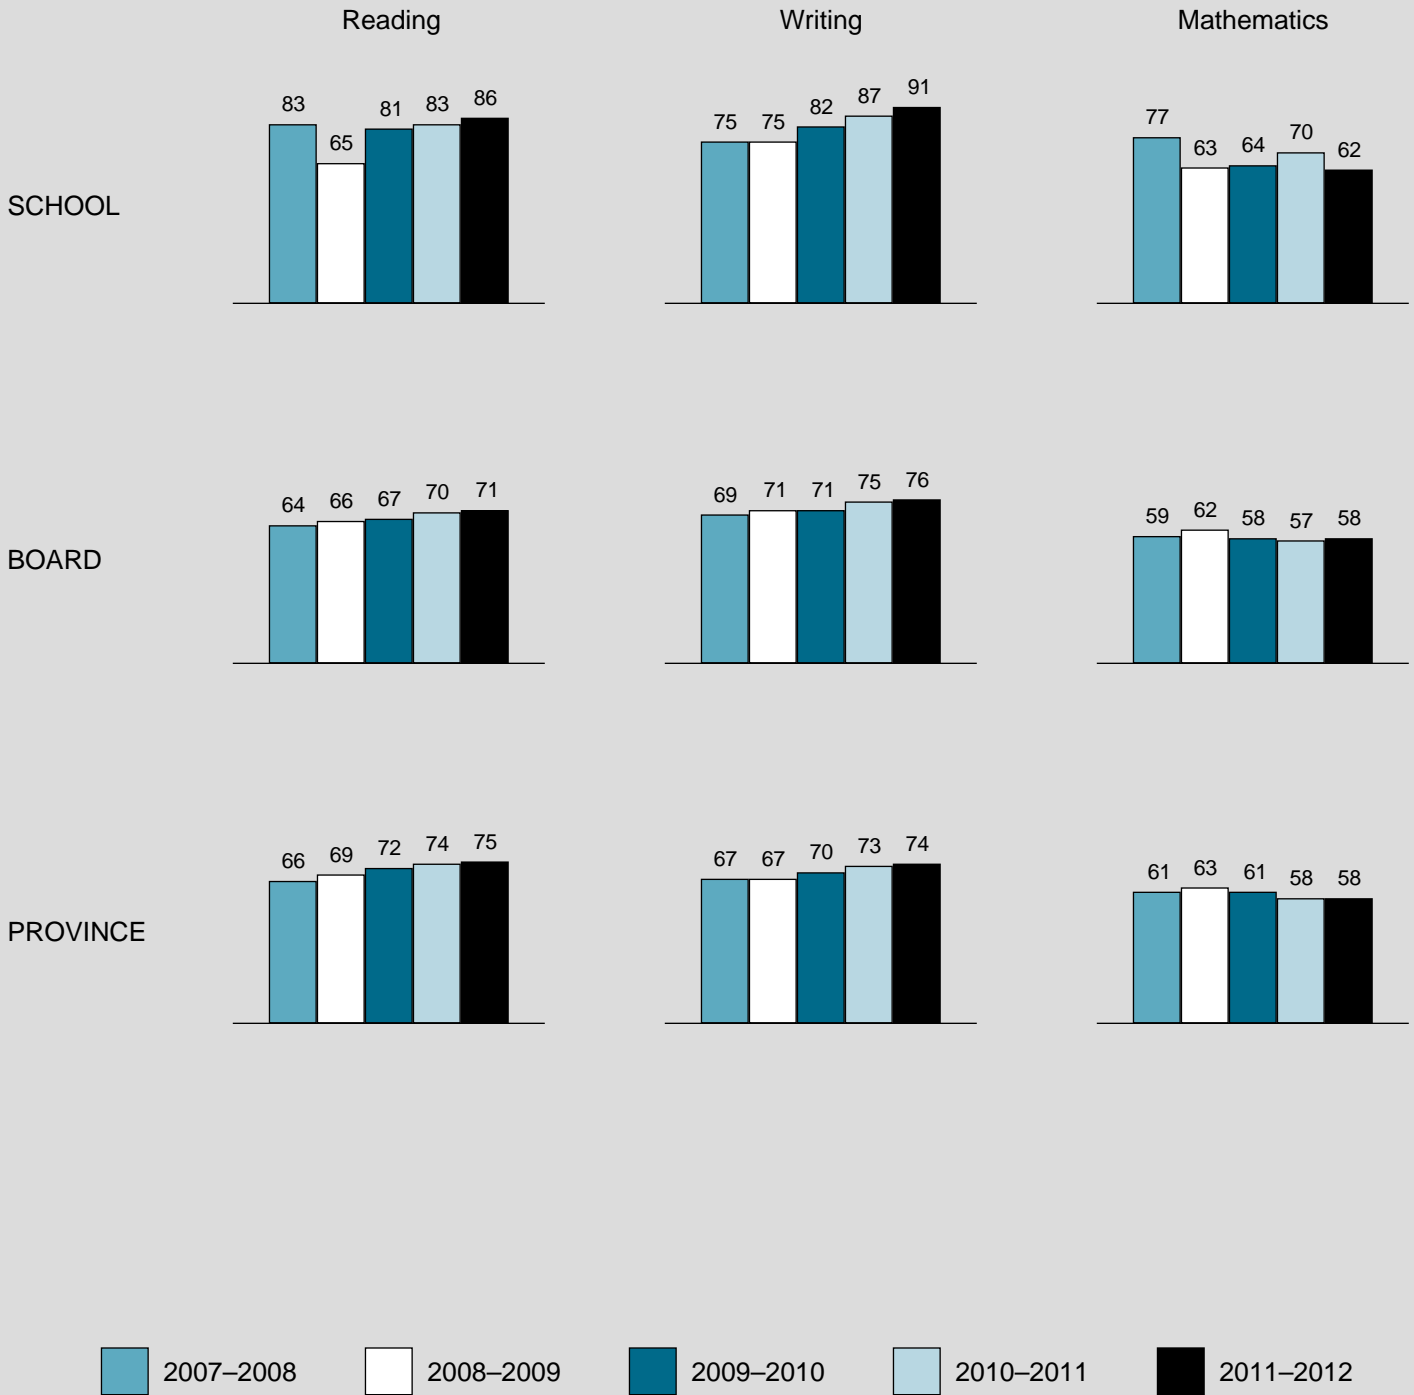 Reading Writing Mathematics
83 65 81 83 86
75 75 82 87 91
77 63 64 70 62
SCHOOL
64 66 67 70 71
69 71 71 75 76
59 62 58 57 58
BOARD
66 69 72 74 75
67 67 70 73 74
61 63 61 58 58
PROVINCE
2007–2008 2008–2009 2009–2010 2010–2011 2011–2012